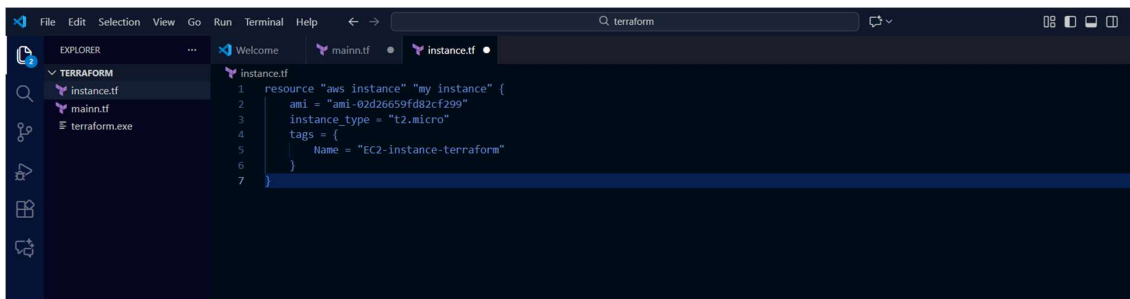 File Edit Selection View Go Run Terminal Help
terraform
EXPLORER
Welcome
mainn.tf
instance.tf
TERRAFORM
instance.tf
mainn.tf
terraform.exe
2
instance.tf
1 resource "aws instance" "my instance" {
2 ami = "ami-02d26659fd82cf299"
3 instance_type = "t2.micro"
4 tags = {
5 Name = "EC2-instance-terraform"
6 }
7 }